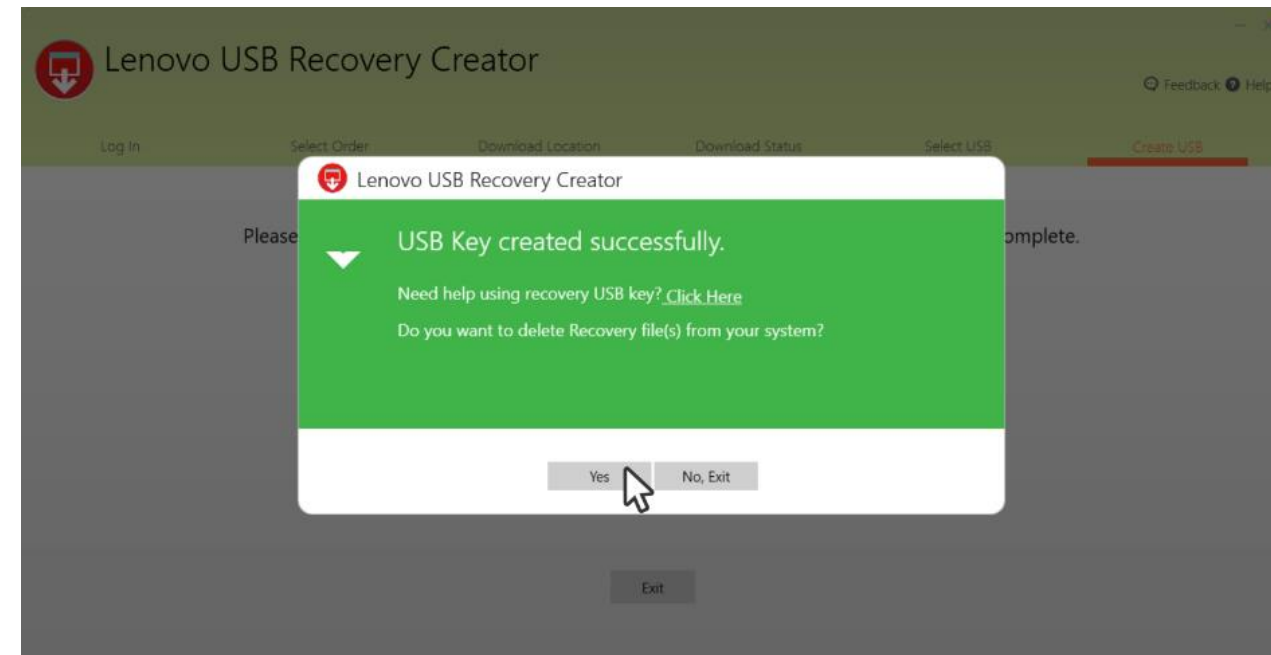 Lenovo USB Recovery Creator
Feedback Help
Log In Select Order Download Location Download Status Select USB Create USB
Lenovo USB Recovery Creator
Please omplete.
USB Key created successfully.
Need help using recovery USB key? Click Here
Do you want to delete Recovery file(s) from your system?
Yes No, Exit
Exit